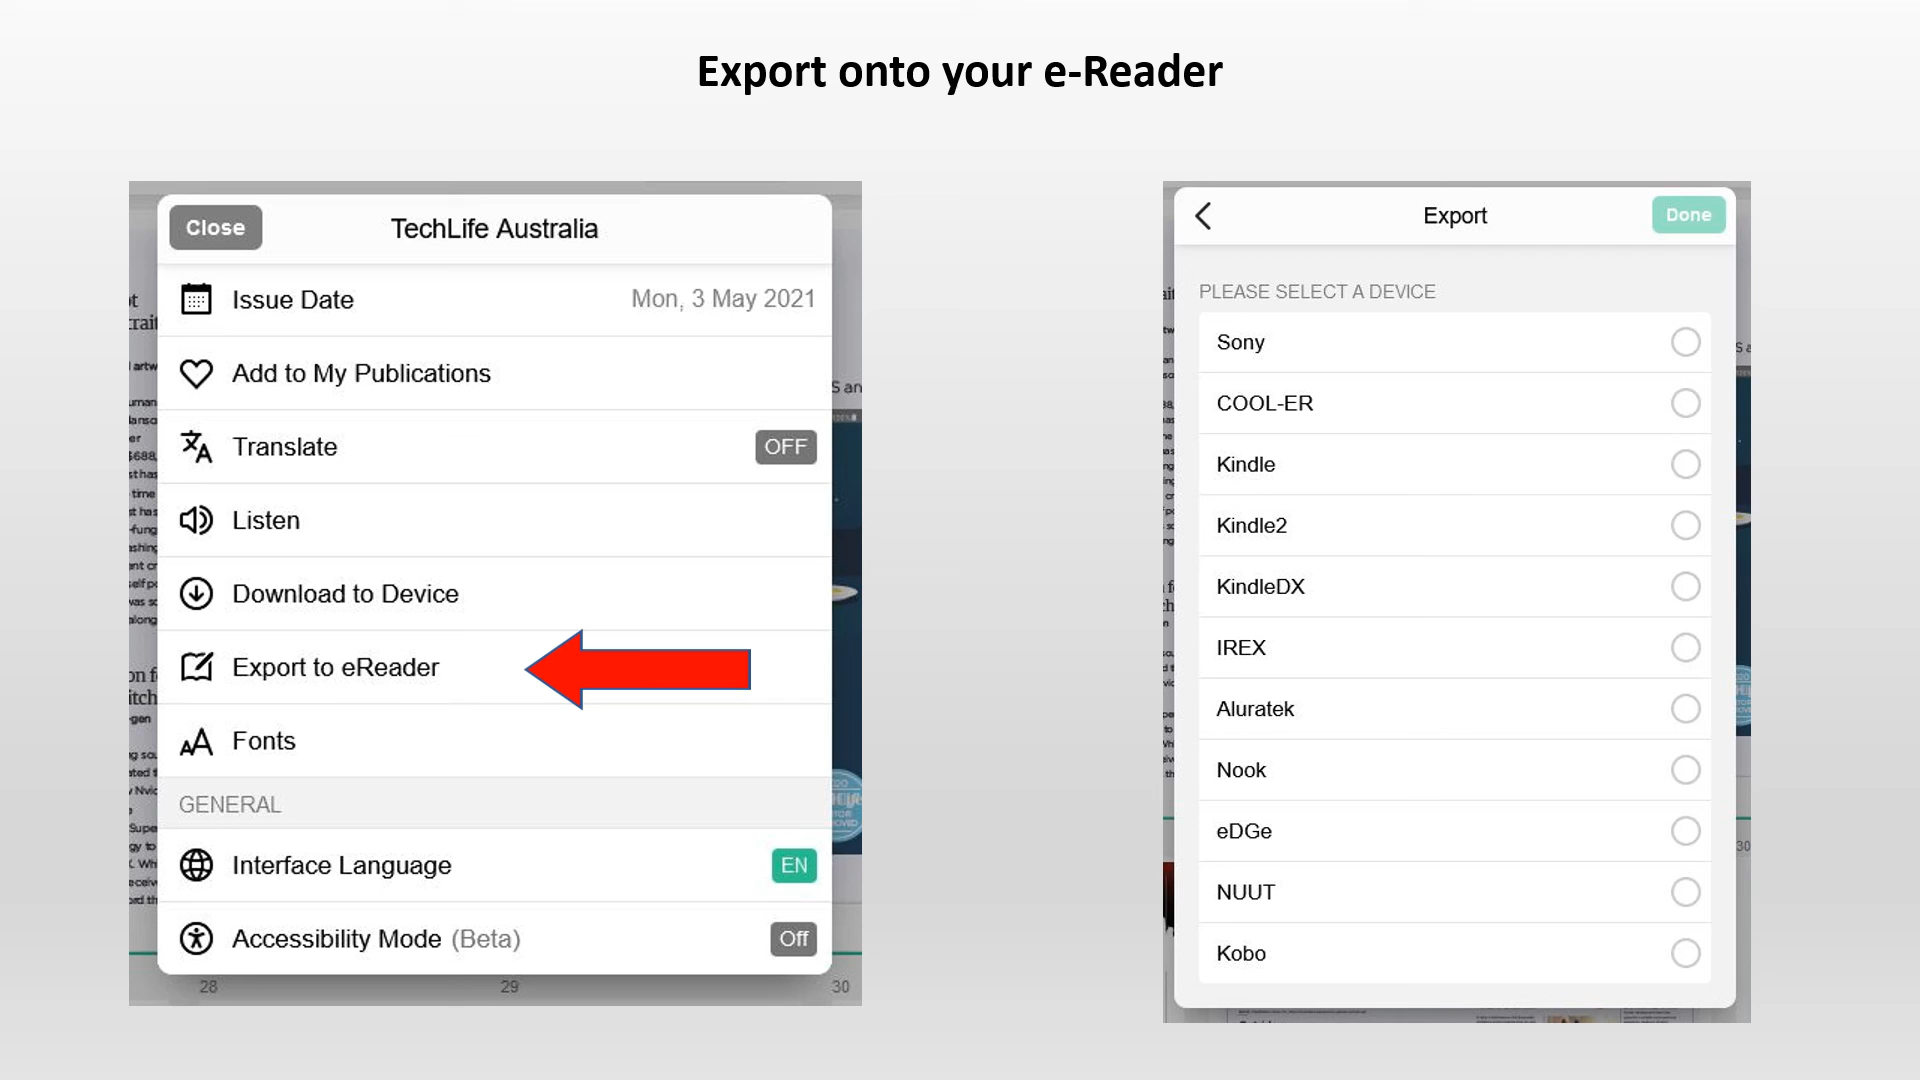 Export onto your e-Reader
Close
TechLife Australia
Issue Date
Mon, 3 May 2021
Add to My Publications
Translate
OFF
Listen
Download to Device
Export to eReader
Fonts
GENERAL
Interface Language
EN
Accessibility Mode (Beta)
Off
28
29
30
Export
Done
PLEASE SELECT A DEVICE
Sony
COOL-ER
Kindle
Kindle2
KindleDX
IREX
Aluratek
Nook
eDGe
NUUT
Kobo
30